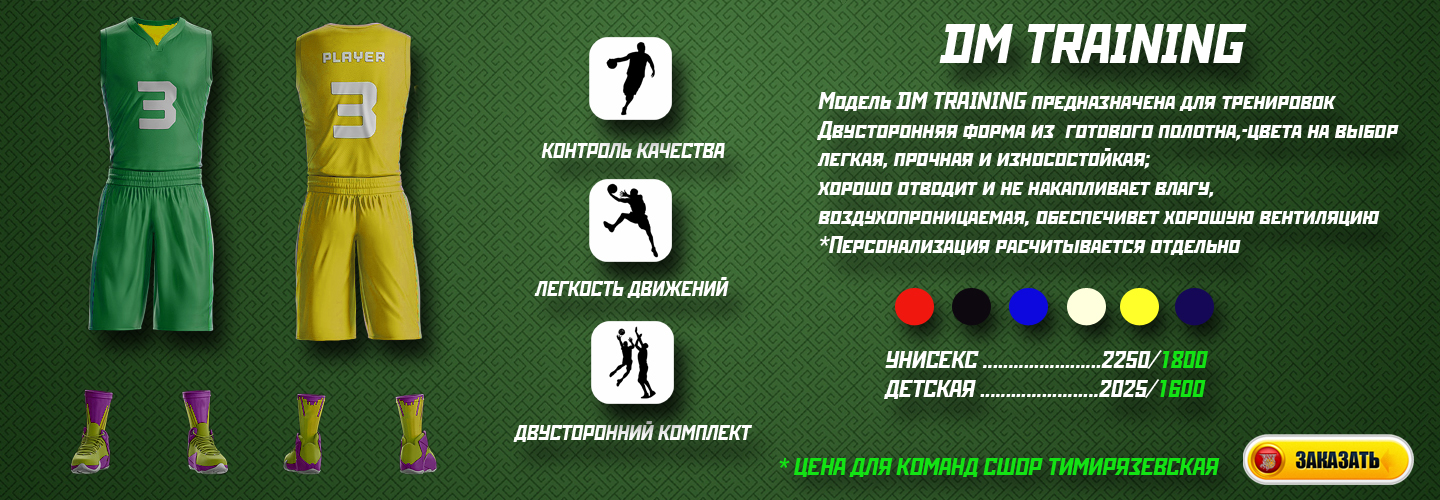 DM TRAINING
PLAYER
3
3
Модель DM TRAINING предназначена для тренировок
Двусторонняя форма из готового полотна,-цвета на выбор
легкая, прочная и износостойкая;
хорошо отводит и не накапливает влагу,
воздухопроницаемая, обеспечивет хорошую вентиляцию
*Персонализация расчитывается отдельно
КОНТРОЛЬ КАЧЕСТВА
ЛЕГКОСТЬ ДВИЖЕНИЙ
ДВУСТОРОННИЙ КОМПЛЕКТ
УНИСЕКС .......................2250/1800
ДЕТСКАЯ .......................2025/1600
* ЦЕНА ДЛЯ КОМАНД СШОР ТИМИРЯЗЕВСКАЯ
ЗАКАЗАТЬ